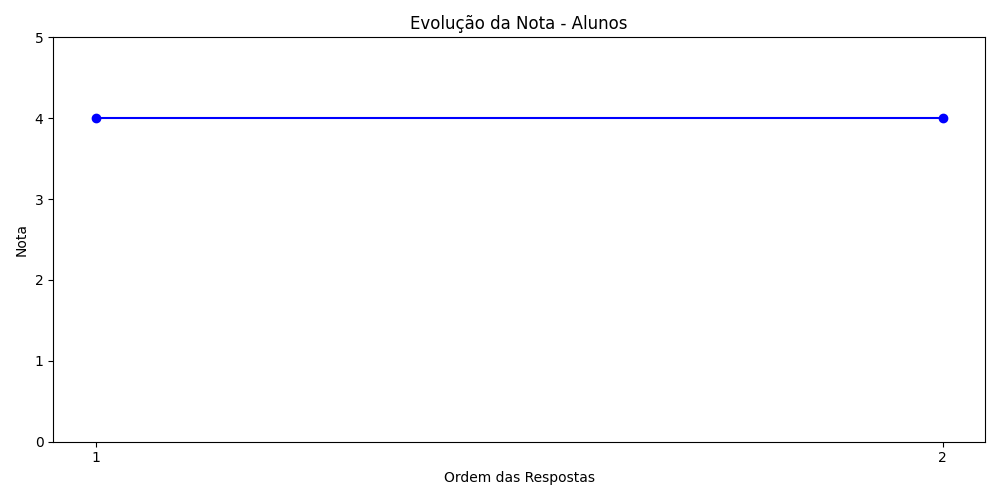 Evolução da Nota - Alunos
5
4
3
2
1
0
Nota
1 2
Ordem das Respostas